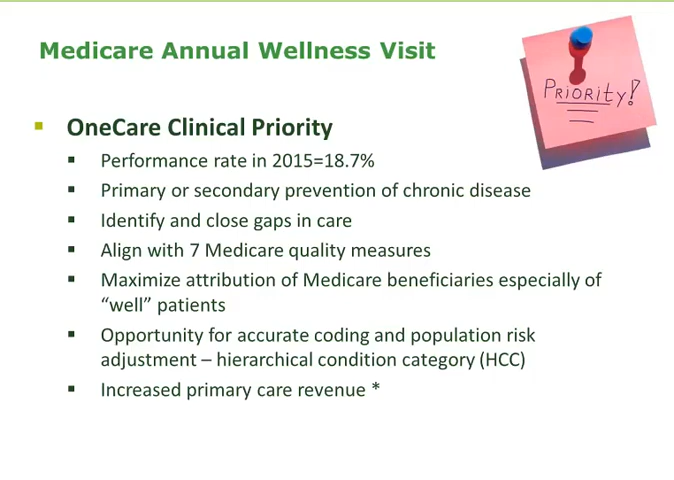 Medicare Annual Wellness Visit
PRIORITY!
OneCare Clinical Priority
Performance rate in 2015=18.7%
Primary or secondary prevention of chronic disease
Identify and close gaps in care
Align with 7 Medicare quality measures
Maximize attribution of Medicare beneficiaries especially of
“well” patients
Opportunity for accurate coding and population risk
adjustment – hierarchical condition category (HCC)
Increased primary care revenue *